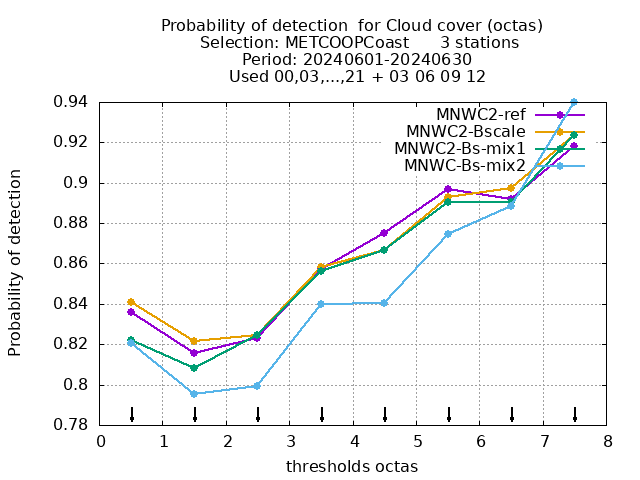 Probability of detection  for Cloud cover (octas)
Selection: METCOOPCoast      3 stations
Period: 20240601-20240630
Used 00,03,...,21 + 03 06 09 12
0.94
MNWC2-ref
MNWC2-Bscale
0.92
MNWC2-Bs-mix1
MNWC-Bs-mix2
0.9
0.88
0.86
0.84
0.82
0.8
0.78
Probability of detection
0 1 2 3 4 5 6 7 8
thresholds octas